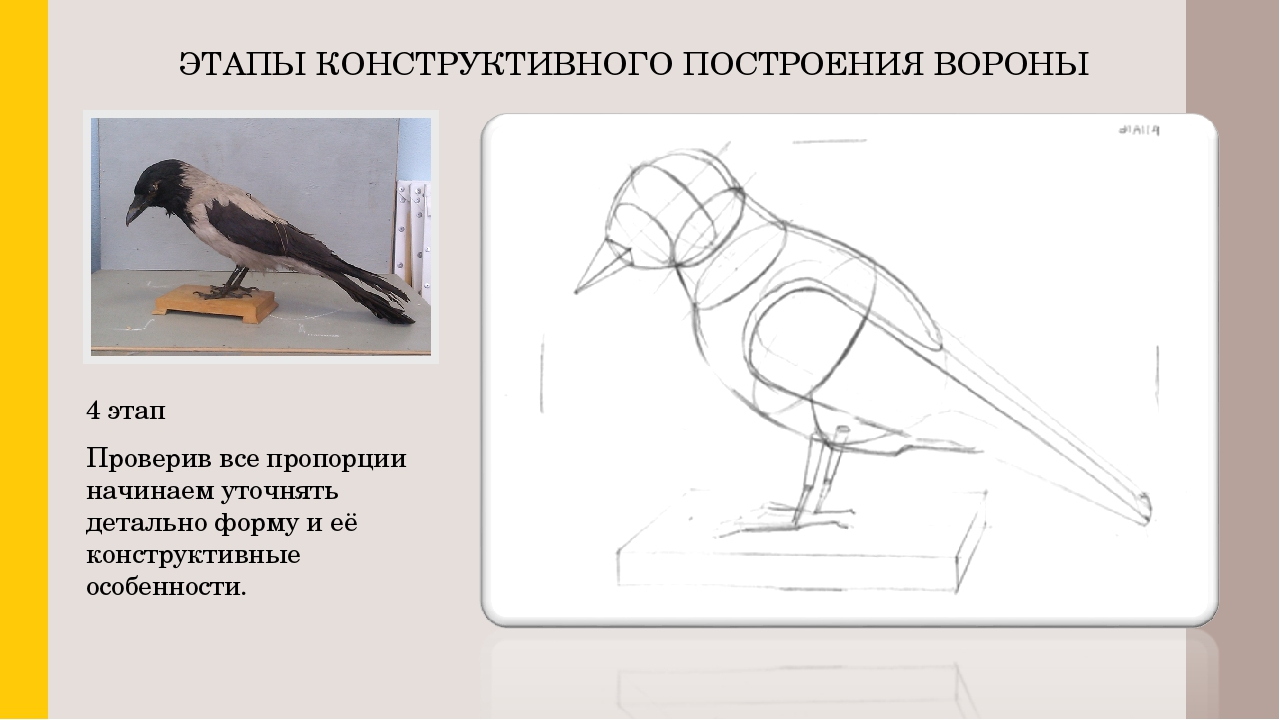 ЭТАПЫ КОНСТРУКТИВНОГО ПОСТРОЕНИЯ ВОРОНЫ
4 этап
Проверив все пропорции
начинаем уточнять
детально форму и её
конструктивные
особенности.